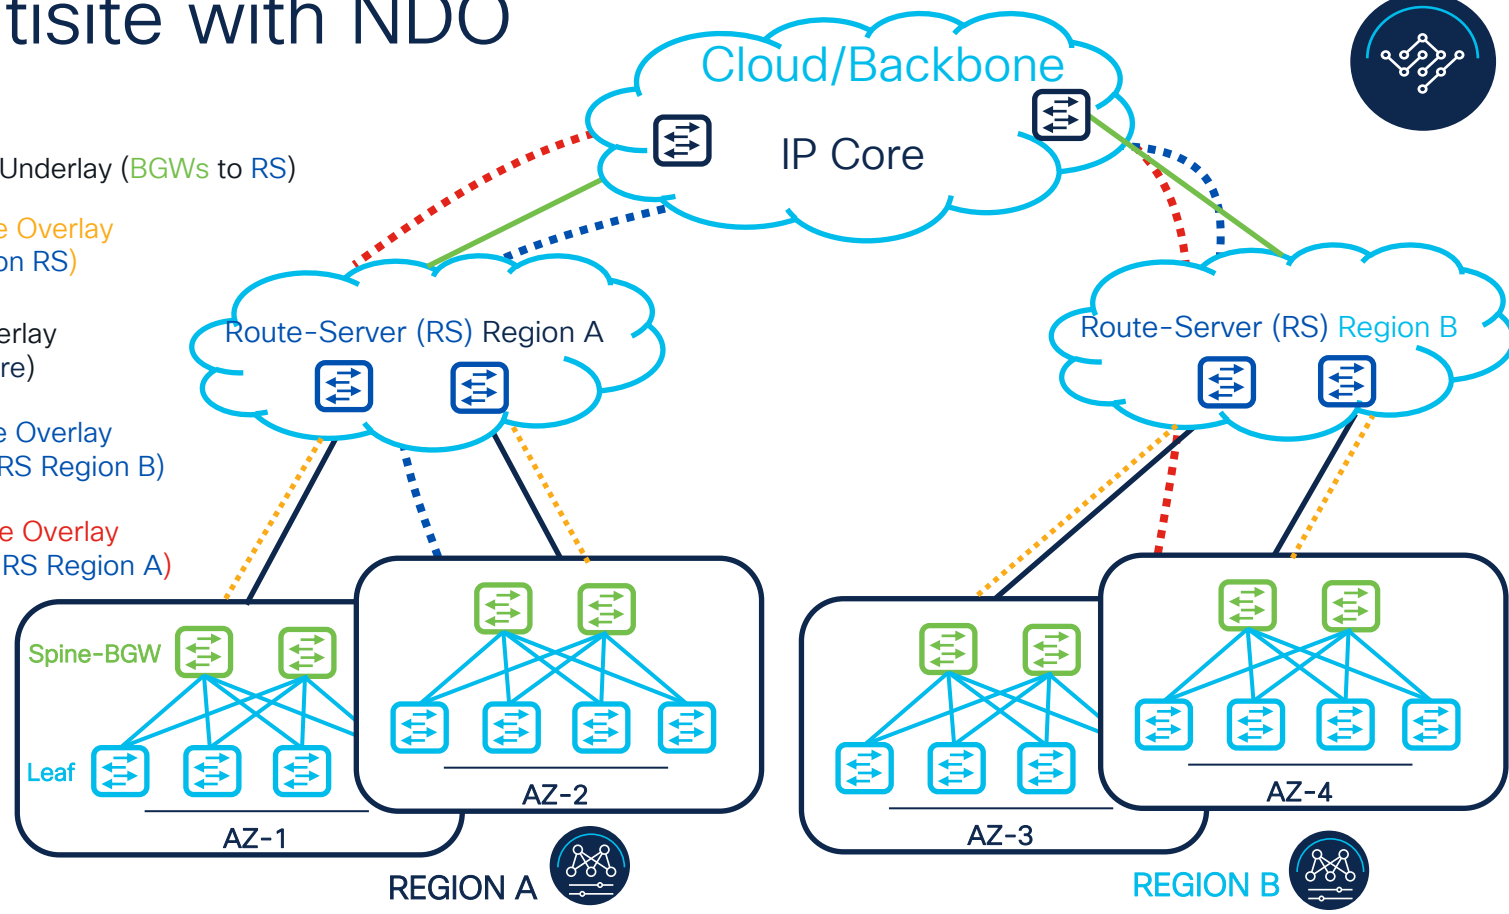 tisite with NDO
Cloud/Backbone
IP Core
Underlay (BGWs to RS)
e Overlay
on RS)
erlay
re)
e Overlay
RS Region B)
e Overlay
RS Region A)
Route-Server (RS) Region A
Route-Server (RS) Region B
Spine-BGW
Leaf
AZ-1
AZ-2
AZ-3
AZ-4
REGION A
REGION B